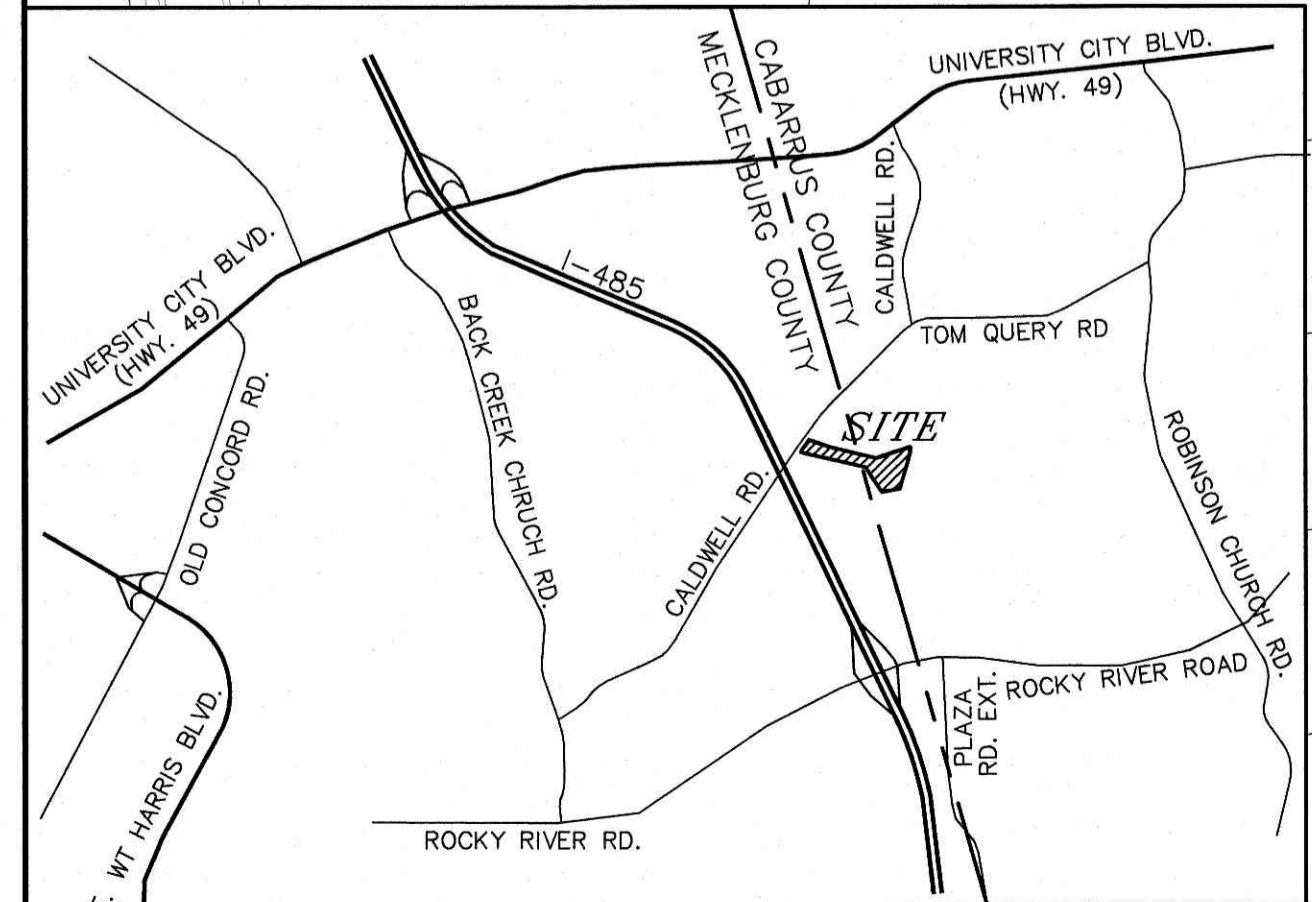 UNIVERSITY CITY BLVD.
(HWY. 49)
CABARRUS COUNTY
MECKLENBURG COUNTY
CALDWELL RD.
UNIVERSITY CITY BLVD.
(HWY. 49)
I-485
TOM QUERY RD
BACK CREEK CHRUCH RD.
OLD CONCORD RD.
SITE
ROBINSON CHURCH RD.
CALDWELL RD.
ROCKY RIVER ROAD
PLAZA
RD. EXT.
WT HARRIS BLVD.
ROCKY RIVER RD.